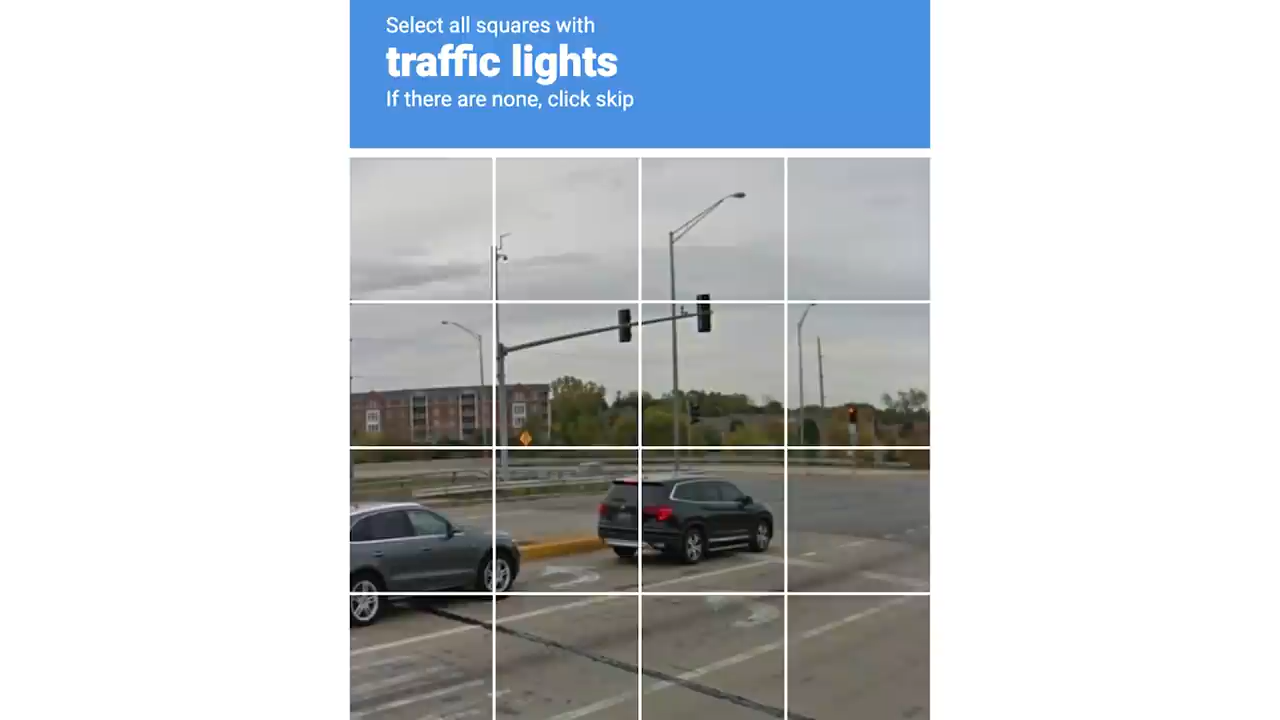 Select all squares with
traffic lights
If there are none, click skip